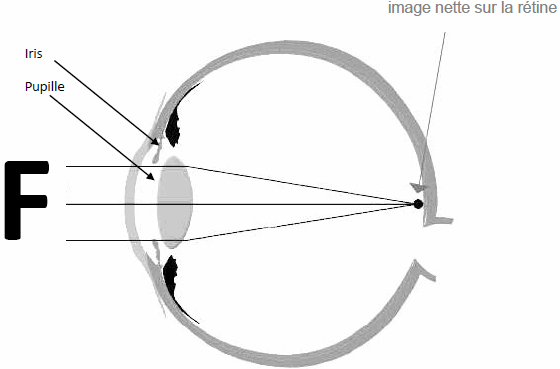 image nette sur la rétine
Iris
Pupille
F